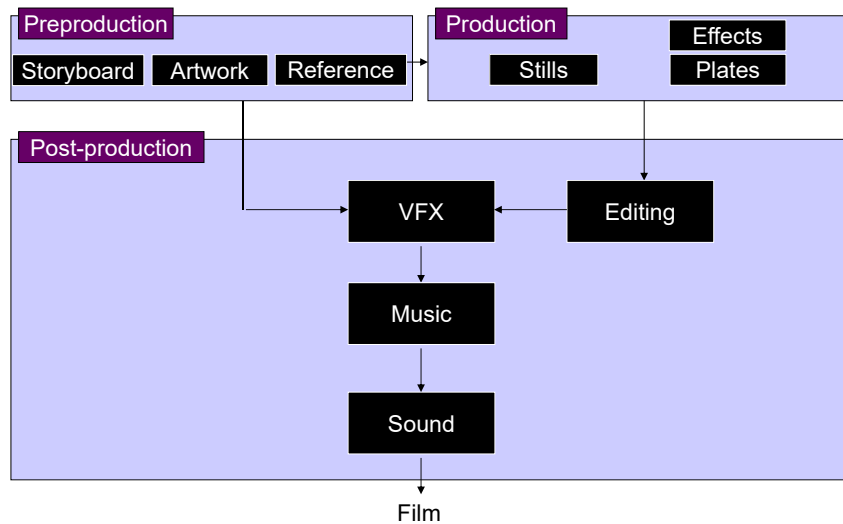 Preproduction
Storyboard
Artwork
Reference
Production
Effects
Stills
Plates
Post-production
VFX
Editing
Music
Sound
Film